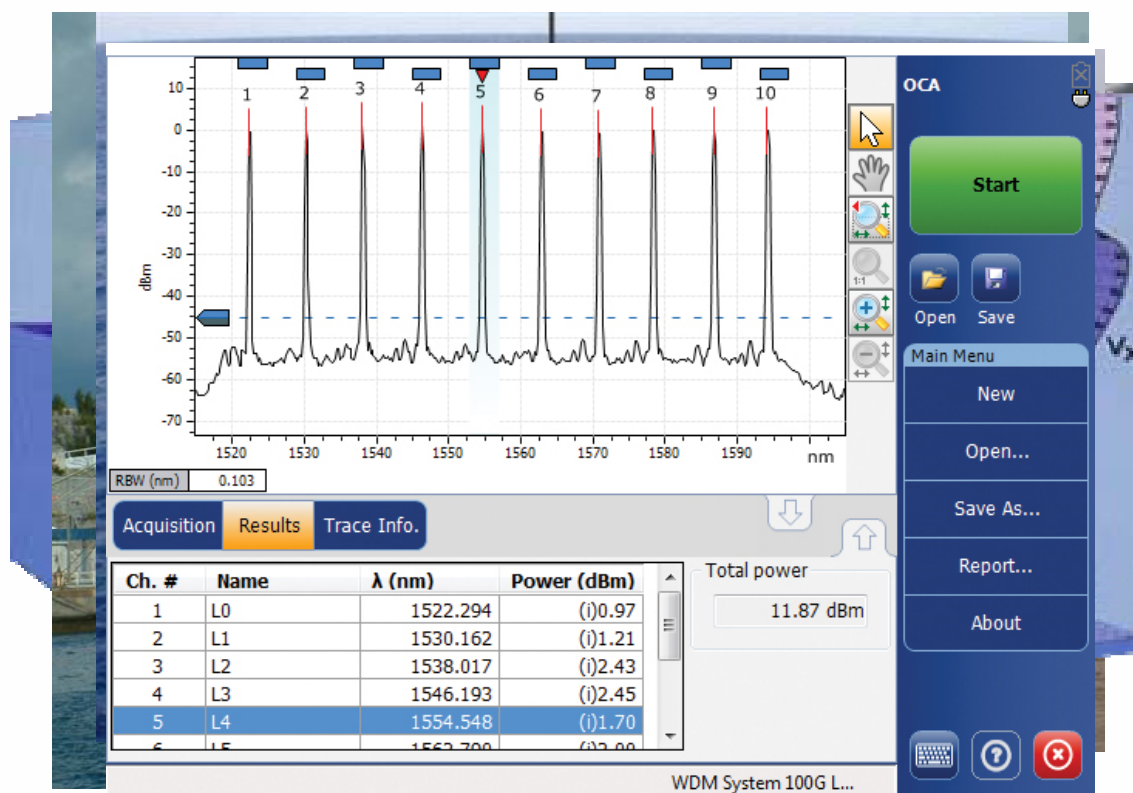 OCA
1 2 3 4 5 6 7 8 9 10
10
0
-10
-20
-30
-40
-50
-60
-70
dBm
1520 1530 1540 1550 1560 1570 1580 1590 nm
RBW (nm) 0.103
1:1
Start
Open Save
Main Menu
New
Open...
Save As...
Report...
About
Acquisition Results Trace Info.
Ch. # Name λ (nm) Power (dBm)
1 L0 1522.294 (i)0.97
2 L1 1530.162 (i)1.21
3 L2 1538.017 (i)2.43
4 L3 1546.193 (i)2.45
5 L4 1554.548 (i)1.70
Total power
11.87 dBm
WDM System 100G L...